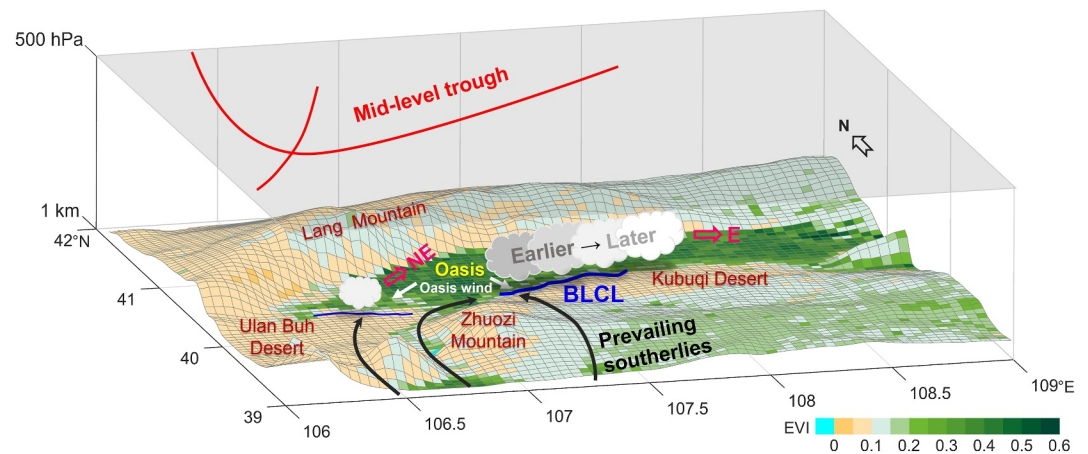 500 hPa
Mid-level trough
N
1 km
42°N
Lang Mountain
NE
Earlier → Later
E
Oasis
Oasis wind
41
BLCL
Kubuqi Desert
Ulan Buh
Desert
Zhuozi
Mountain
Prevailing
southerlies
40
39
106
106.5
107
107.5
108
108.5
109°E
EVI
0 0.1 0.2 0.3 0.4 0.5 0.6